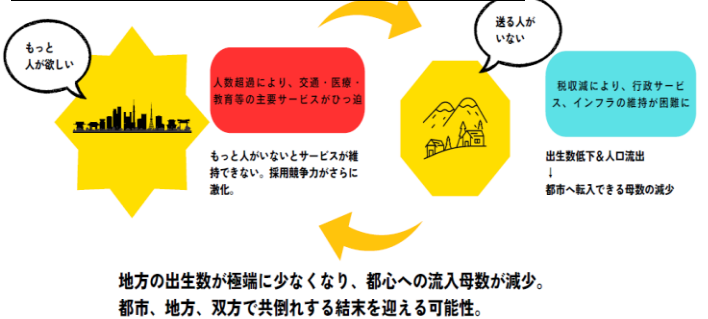 もっと
人が欲しい
人数超過により、交通・医療・
教育等の主要サービスがひっ迫
もっと人がいないとサービスが維
持できない。採用競争力がさらに
激化。
送る人が
いない
税収減により、行政サービ
ス、インフラの維持が困難に
出生数低下＆人口流出
↓
都市へ転入できる母数の減少
地方の出生数が極端に少なくなり、都心への流入母数が減少。
都市、地方、双方で共倒れする結末を迎える可能性。